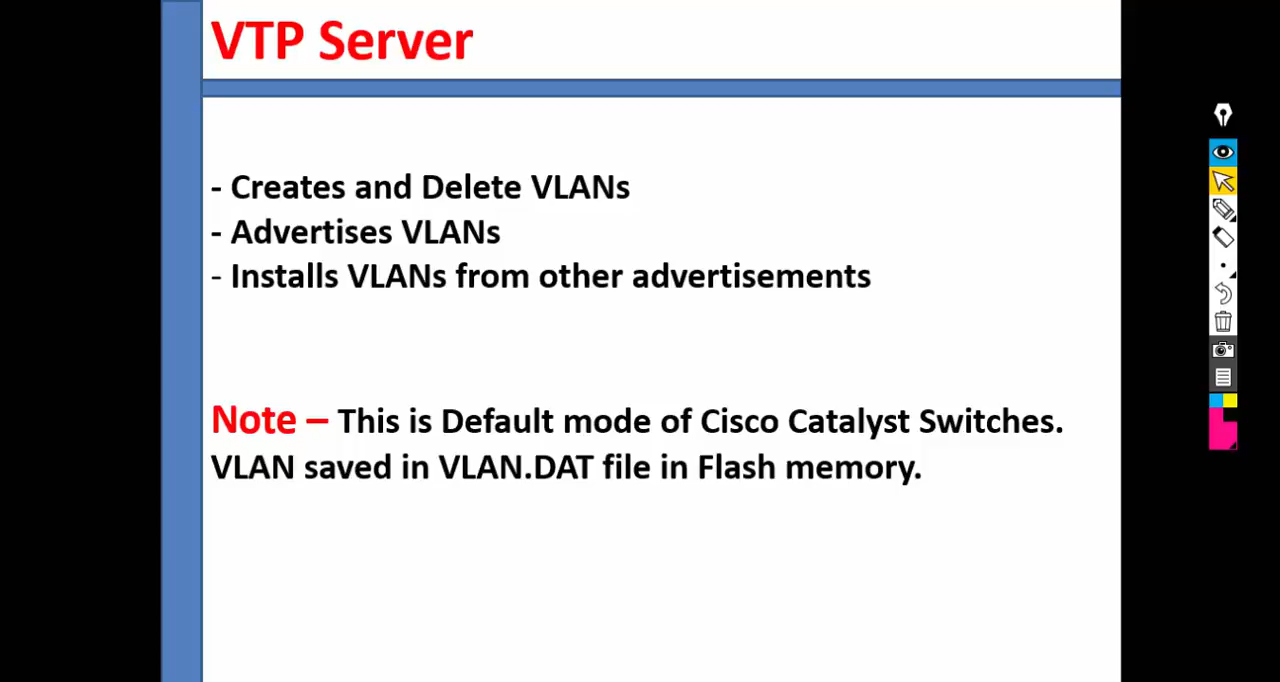 VTP Server
- Creates and Delete VLANs
- Advertises VLANs
- Installs VLANs from other advertisements
Note – This is Default mode of Cisco Catalyst Switches.
VLAN saved in VLAN.DAT file in Flash memory.